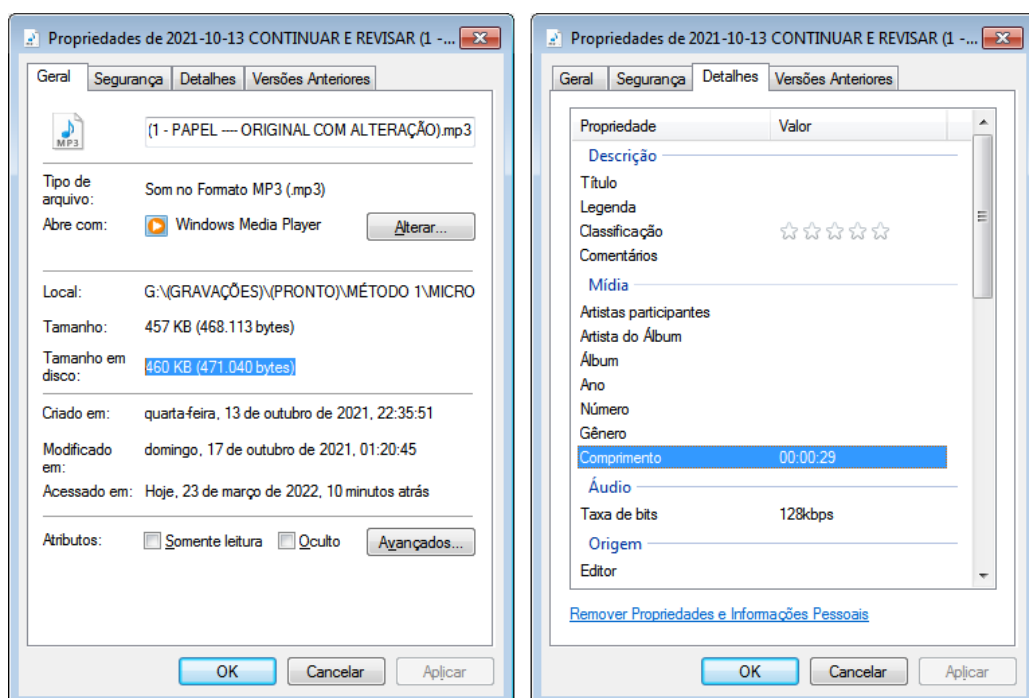 Propriedades de 2021-10-13 CONTINUAR E REVISAR (1 -...
Geral Segurança Detalhes Versões Anteriores
MP3
(1 - PAPEL ---- ORIGINAL COM ALTERAÇÃO).mp3
Tipo de arquivo: Som no Formato MP3 (.mp3)
Abre com: Windows Media Player Alterar...
Local: G:\(GRAVAÇÕES)\(PRONTO)\MÉTODO 1\MICRO
Tamanho: 457 KB (468.113 bytes)
Tamanho em disco: 460 KB (471.040 bytes)
Criado em: quarta-feira, 13 de outubro de 2021, 22:35:51
Modificado em: domingo, 17 de outubro de 2021, 01:20:45
Acessado em: Hoje, 23 de março de 2022, 10 minutos atrás
Atributos: Somente leitura Oculto Avançados...
OK Cancelar Aplicar
Propriedades de 2021-10-13 CONTINUAR E REVISAR (1 -...
Geral Segurança Detalhes Versões Anteriores
Propriedade Valor
Descrição
Título
Legenda
Classificação
Comentários
Mídia
Artistas participantes
Artista do Álbum
Álbum
Ano
Número
Gênero
Comprimento 00:00:29
Áudio
Taxa de bits 128kbps
Origem
Editor
Remover Propriedades e Informações Pessoais
OK Cancelar Aplicar